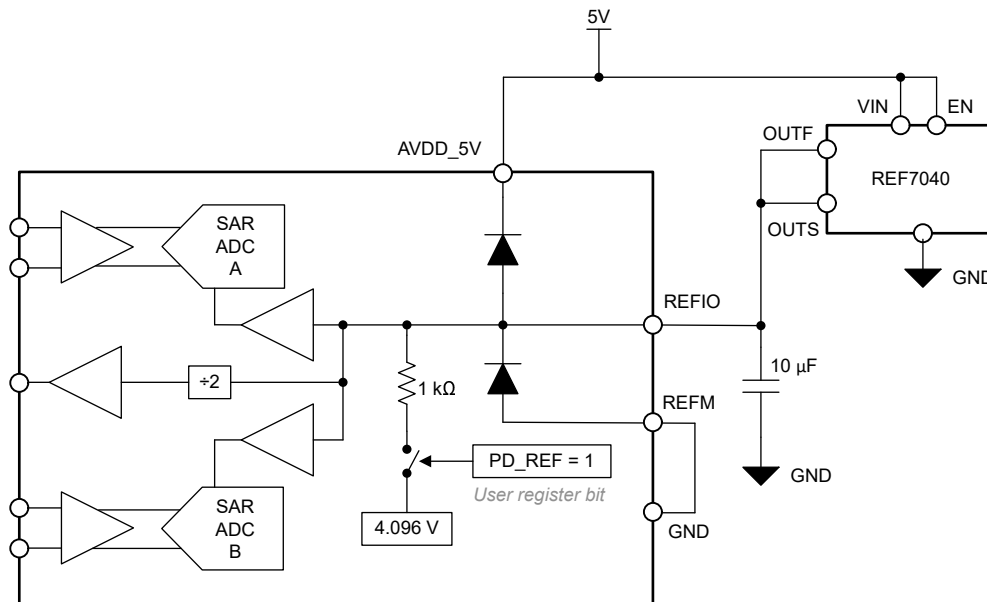 5V
VIN
EN
OUTF
AVDD_5V
REF7040
SAR
ADC
A
OUTS
GND
REFIO
÷2
1 kΩ
10 µF
REFM
PD_REF = 1
GND
User register bit
SAR
ADC
B
4.096 V
GND